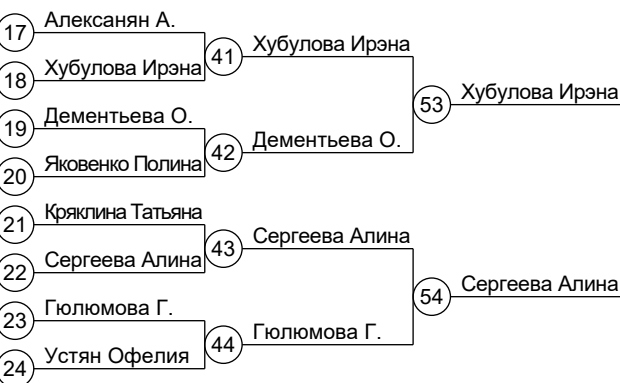 17 Алексанян А.
41 Хубулова Ирэна
18 Хубулова Ирэна
53 Хубулова Ирэна
19 Дементьева О.
42 Дементьева О.
20 Яковенко Полина
21 Кряклина Татьяна
43 Сергеева Алина
22 Сергеева Алина
54 Сергеева Алина
23 Гюлюмова Г.
44 Гюлюмова Г.
24 Устян Офелия